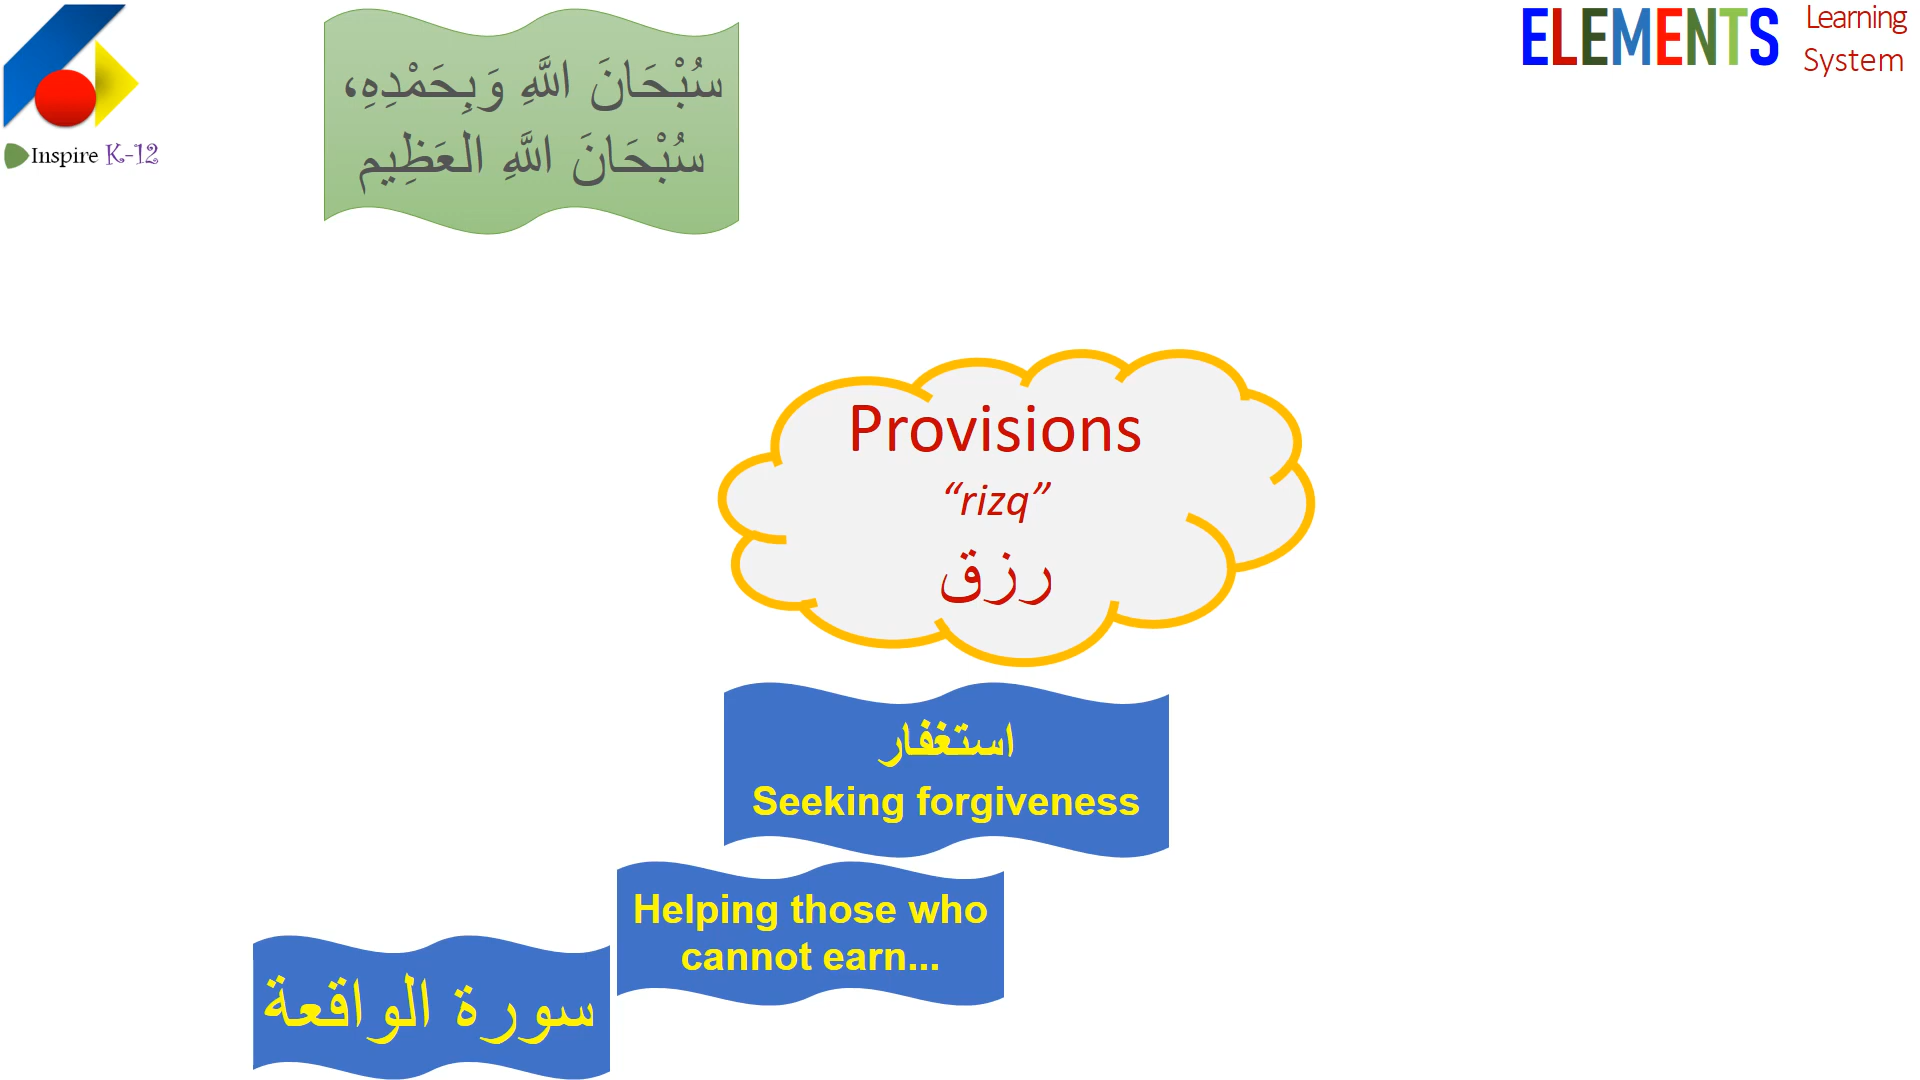 Inspire K-12
سُبْحَانَ اللَّهِ وَبِحَمْدِهِ،
سُبْحَانَ اللَّهِ العَظِيم
ELEMENTS Learning System
Provisions
“rizq”
رزق
استغفار
Seeking forgiveness
Helping those who
cannot earn...
سورة الواقعة